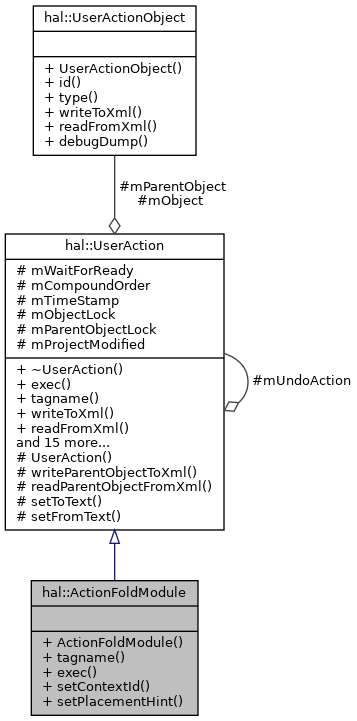 hal::UserActionObject
+ UserActionObject()
+ id()
+ type()
+ writeToXml()
+ readFromXml()
+ debugDump()
#mParentObject
#mObject
hal::UserAction
# mWaitForReady
# mCompoundOrder
# mTimeStamp
# mObjectLock
# mParentObjectLock
# mProjectModified
+ ~UserAction()
+ exec()
+ tagname()
+ writeToXml()
+ readFromXml()
and 15 more...
# UserAction()
# writeParentObjectToXml()
# readParentObjectFromXml()
# setToText()
# setFromText()
#mUndoAction
hal::ActionFoldModule
+ ActionFoldModule()
+ tagname()
+ exec()
+ setContextId()
+ setPlacementHint()